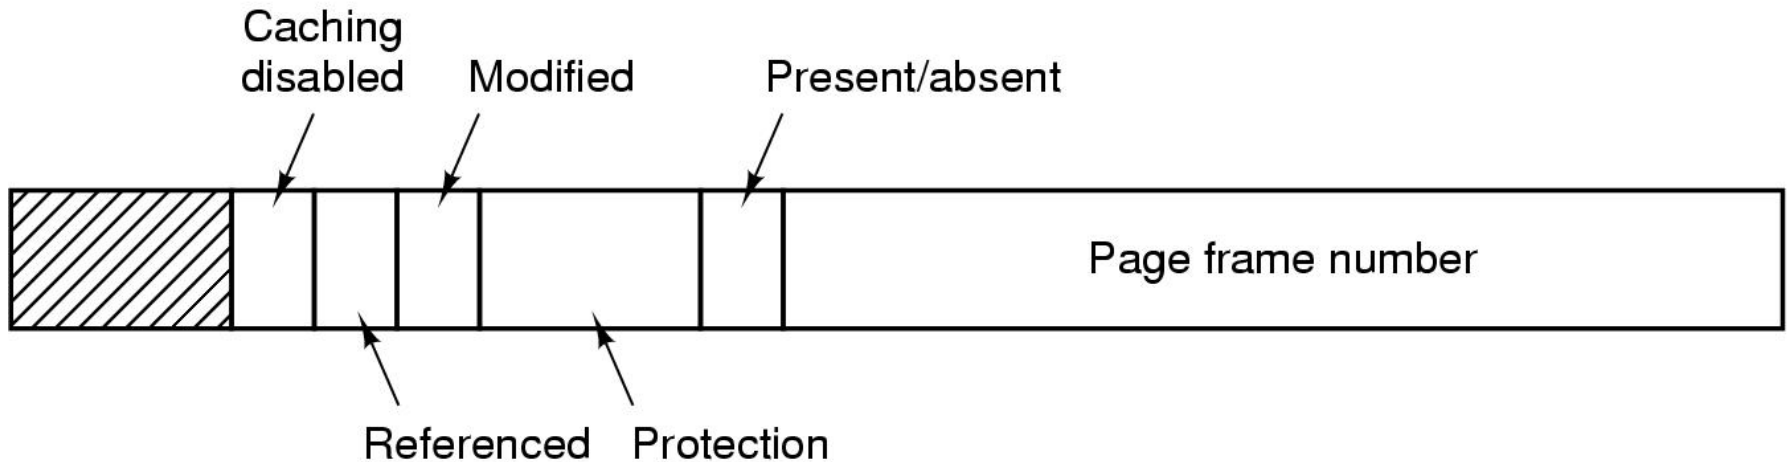 Caching
disabled
Modified
Present/absent
Page frame number
Referenced
Protection